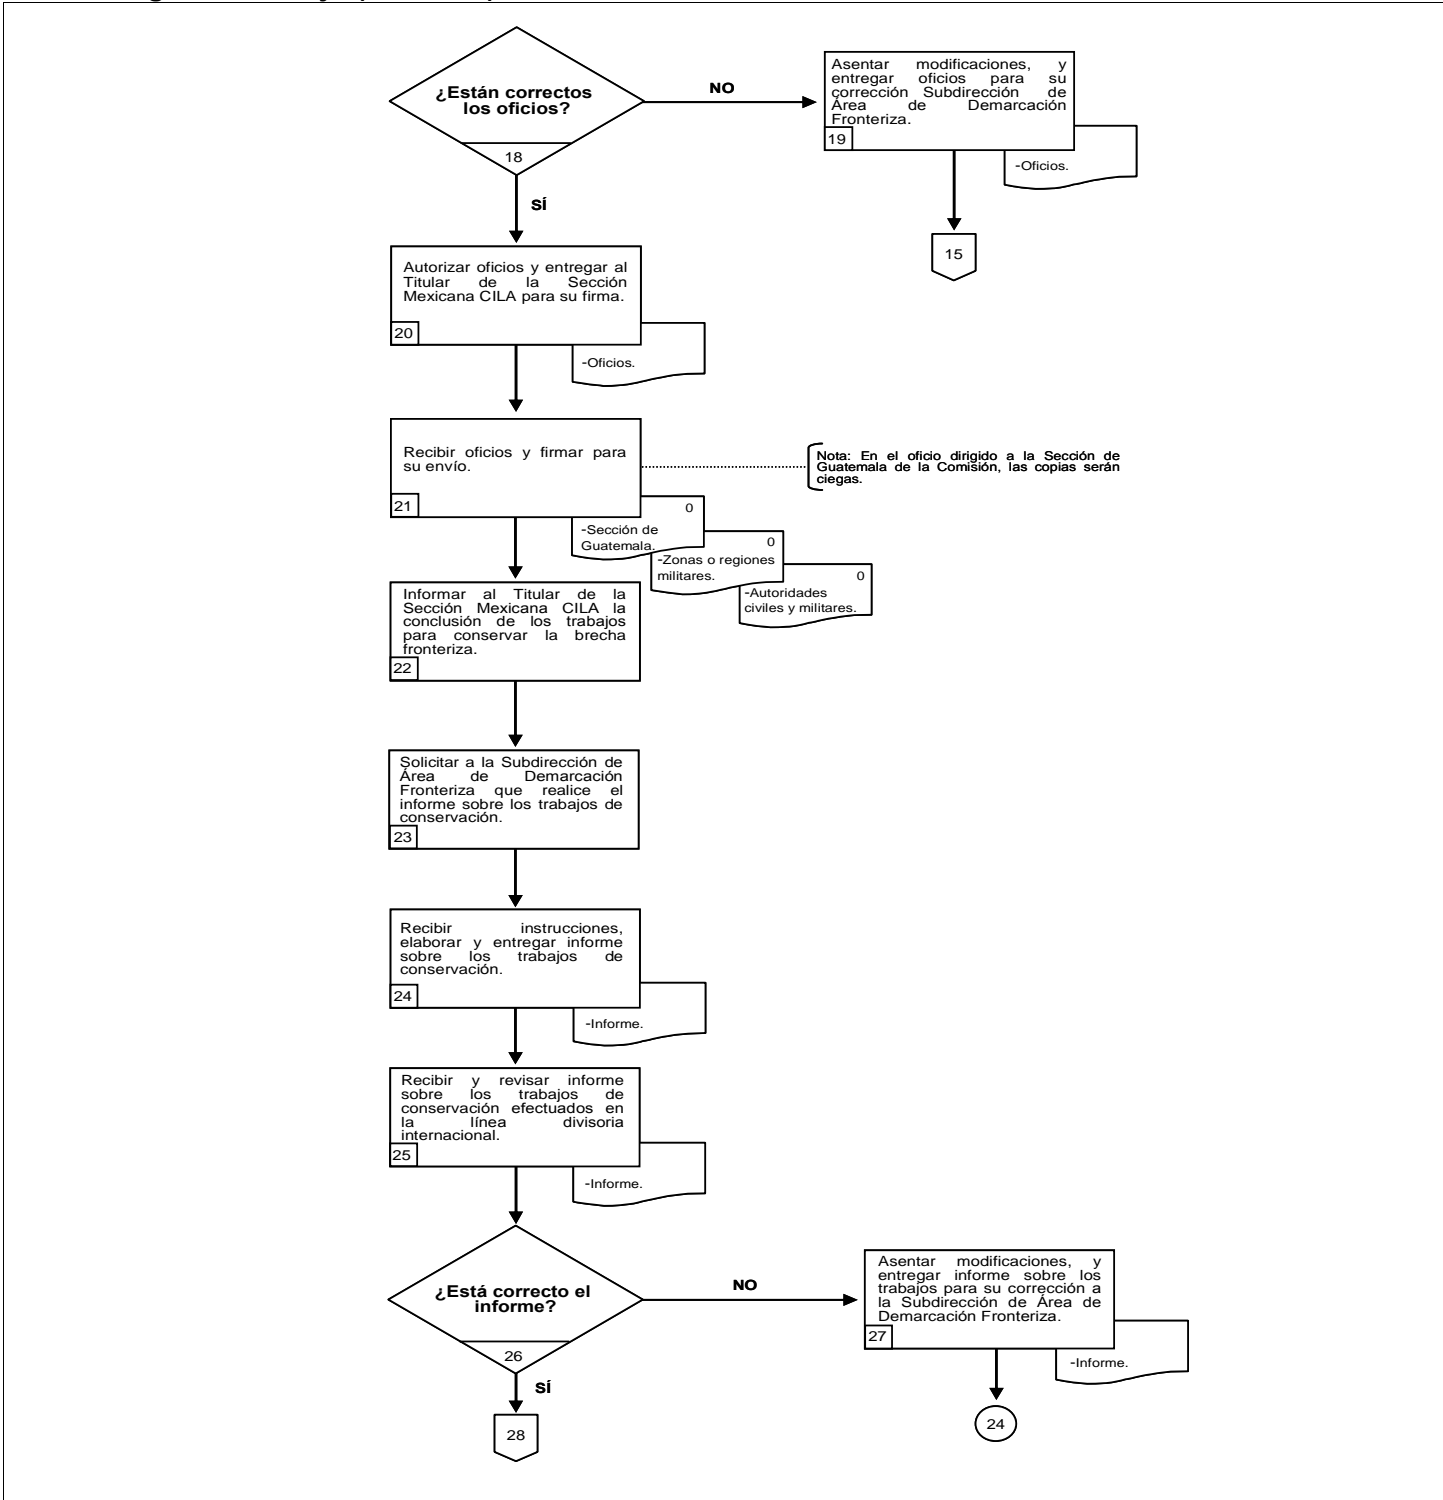 ¿Están correctos
los oficios?
18
NO
SÍ
Asentar modificaciones, y
entregar oficios para su
corrección Subdirección de
Área de Demarcación
Fronteriza.
19
-Oficios.
15
Autorizar oficios y entregar al
Titular de la Sección
Mexicana CILA para su firma.
20
-Oficios.
Recibir oficios y firmar para
su envío.
21
Nota: En el oficio dirigido a la Sección de
Guatemala de la Comisión, las copias serán
ciegas.
0
-Sección de
Guatemala.
0
-Zonas o regiones
militares.
0
-Autoridades
civiles y militares.
Informar al Titular de la
Sección Mexicana CILA la
conclusión de los trabajos
para conservar la brecha
fronteriza.
22
Solicitar a la Subdirección de
Área de Demarcación
Fronteriza que realice el
informe sobre los trabajos de
conservación.
23
Recibir instrucciones,
elaborar y entregar informe
sobre los trabajos de
conservación.
24
-Informe.
Recibir y revisar informe
sobre los trabajos de
conservación efectuados en
la línea divisoria
internacional.
25
-Informe.
¿Está correcto el
informe?
26
NO
SÍ
Asentar modificaciones, y
entregar informe sobre los
trabajos para su corrección a
la Subdirección de Área de
Demarcación Fronteriza.
27
-Informe.
24
28